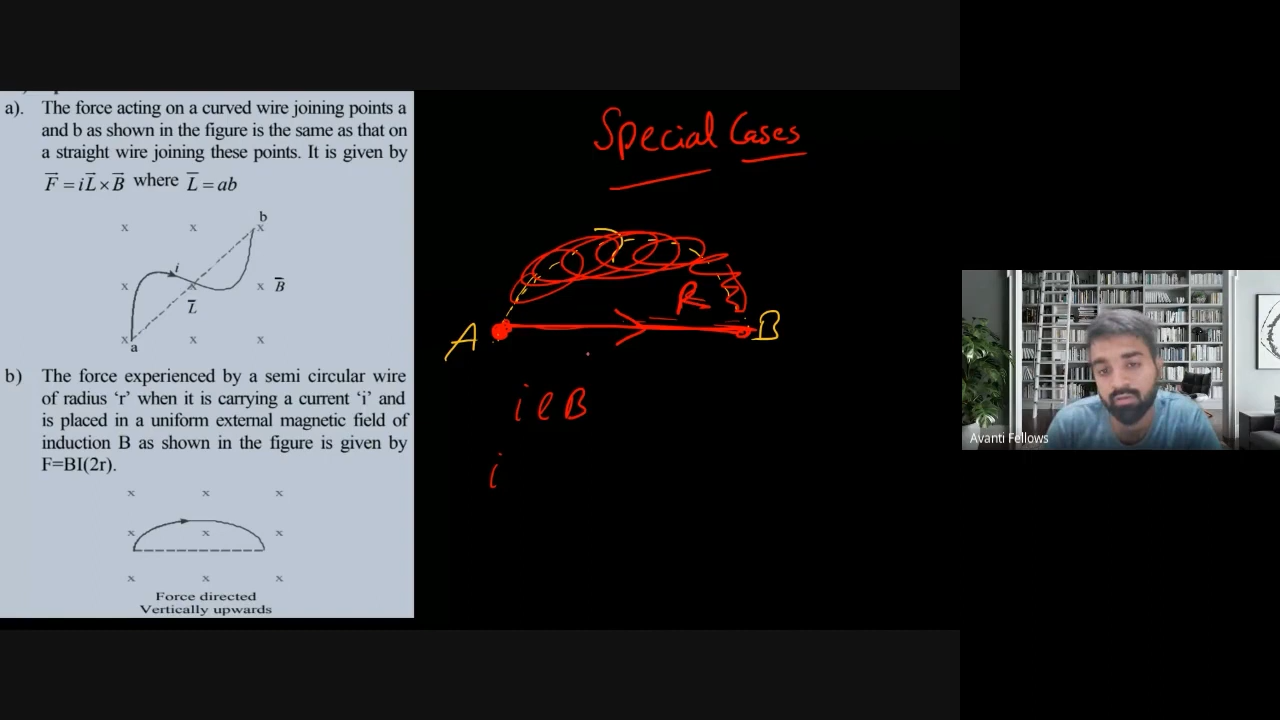 a). The force acting on a curved wire joining points a
and b as shown in the figure is the same as that on
a straight wire joining these points. It is given by
F⃗ = iL⃗ × B⃗ where L̄ = ab
x x b x
i
x x x B̄
L̄
x a x x
b) The force experienced by a semi circular wire
of radius ‘r’ when it is carrying a current ‘i’ and
is placed in a uniform external magnetic field of
induction B as shown in the figure is given by
F=BI(2r).
x x x
x x x
x x x
Force directed
Vertically upwards
Special Cases
R
A B
i l B
i
Avanti Fellows